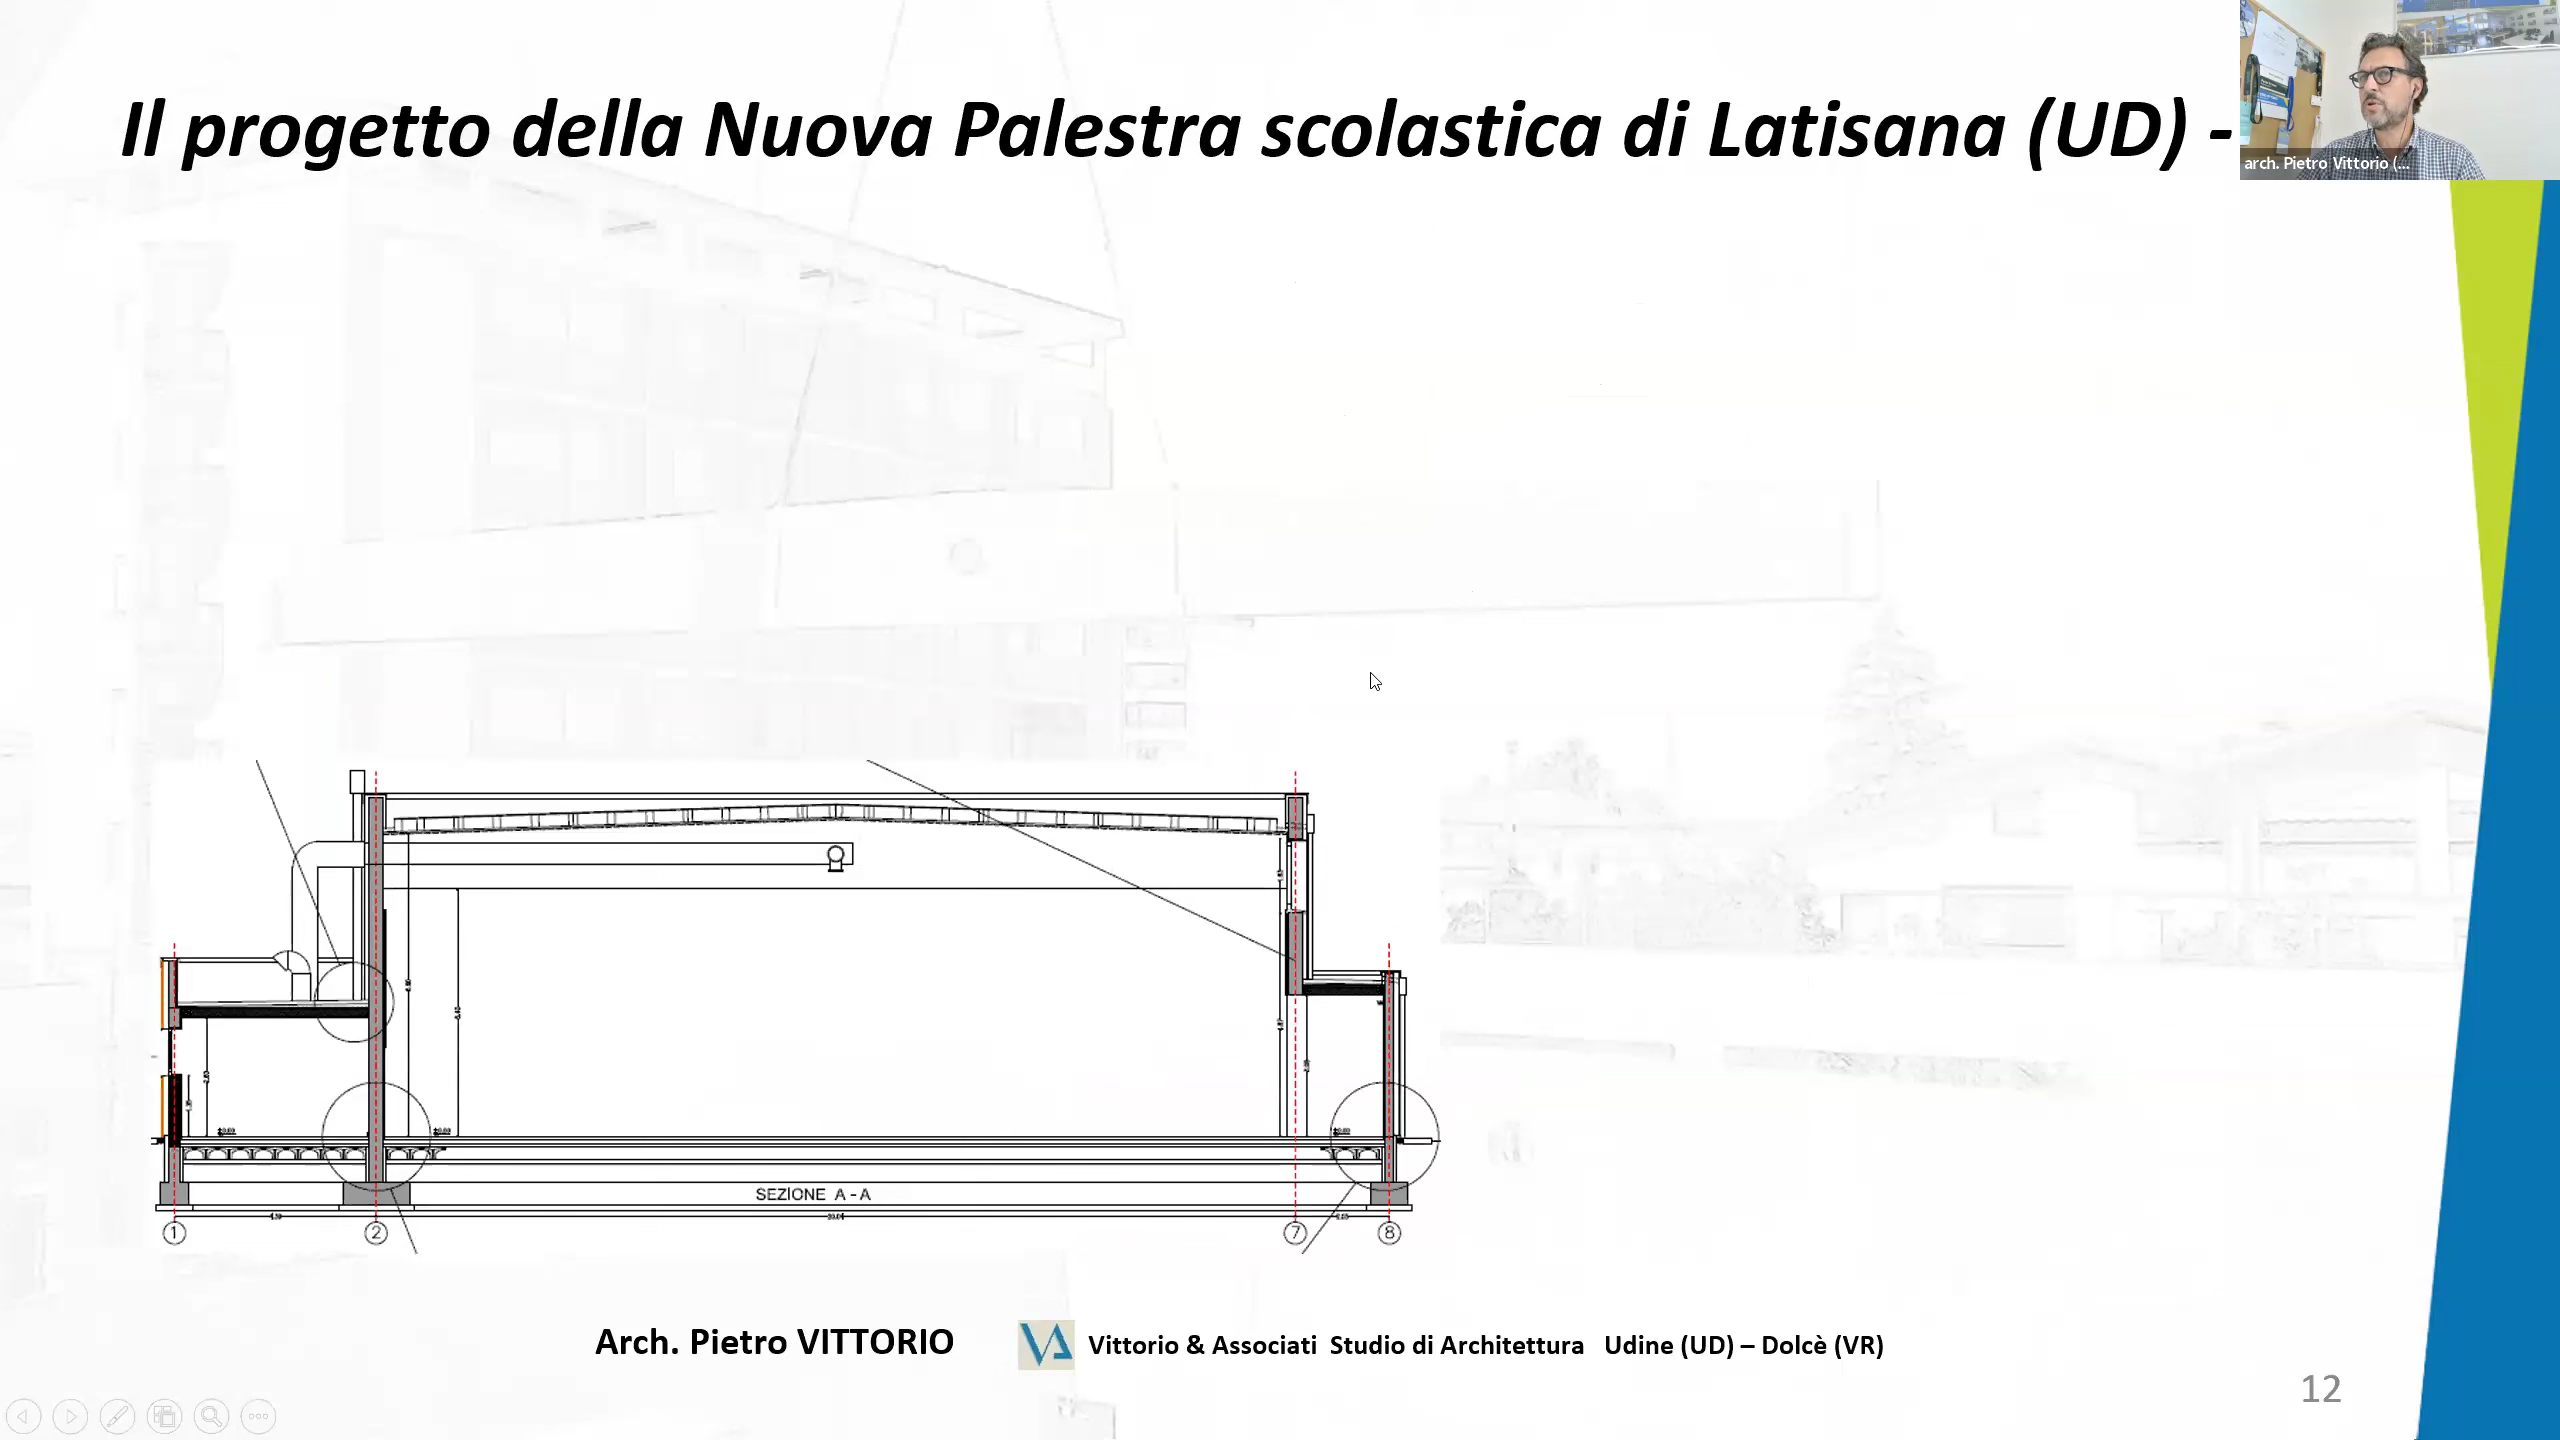 Il progetto della Nuova Palestra scolastica di Latisana (UD) -
arch. Pietro Vittorio (...
SEZIONE A - A
1
2
7
8
Arch. Pietro VITTORIO
VA
Vittorio & Associati Studio di Architettura Udine (UD) – Dolcè (VR)
12